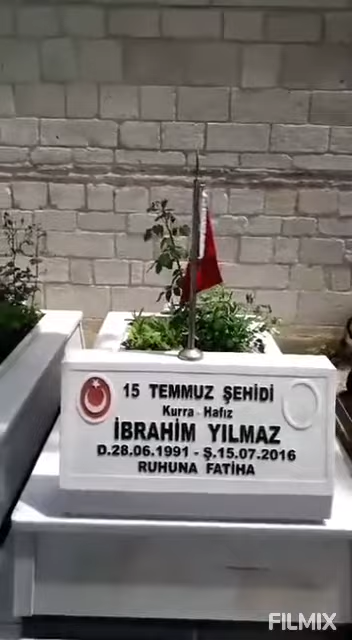 15 TEMMUZ ŞEHİDİ
Kurra - Hafız
İBRAHİM YILMAZ
D.28.06.1991 - Ş.15.07.2016
RUHUNA FATİHA
FILMIX